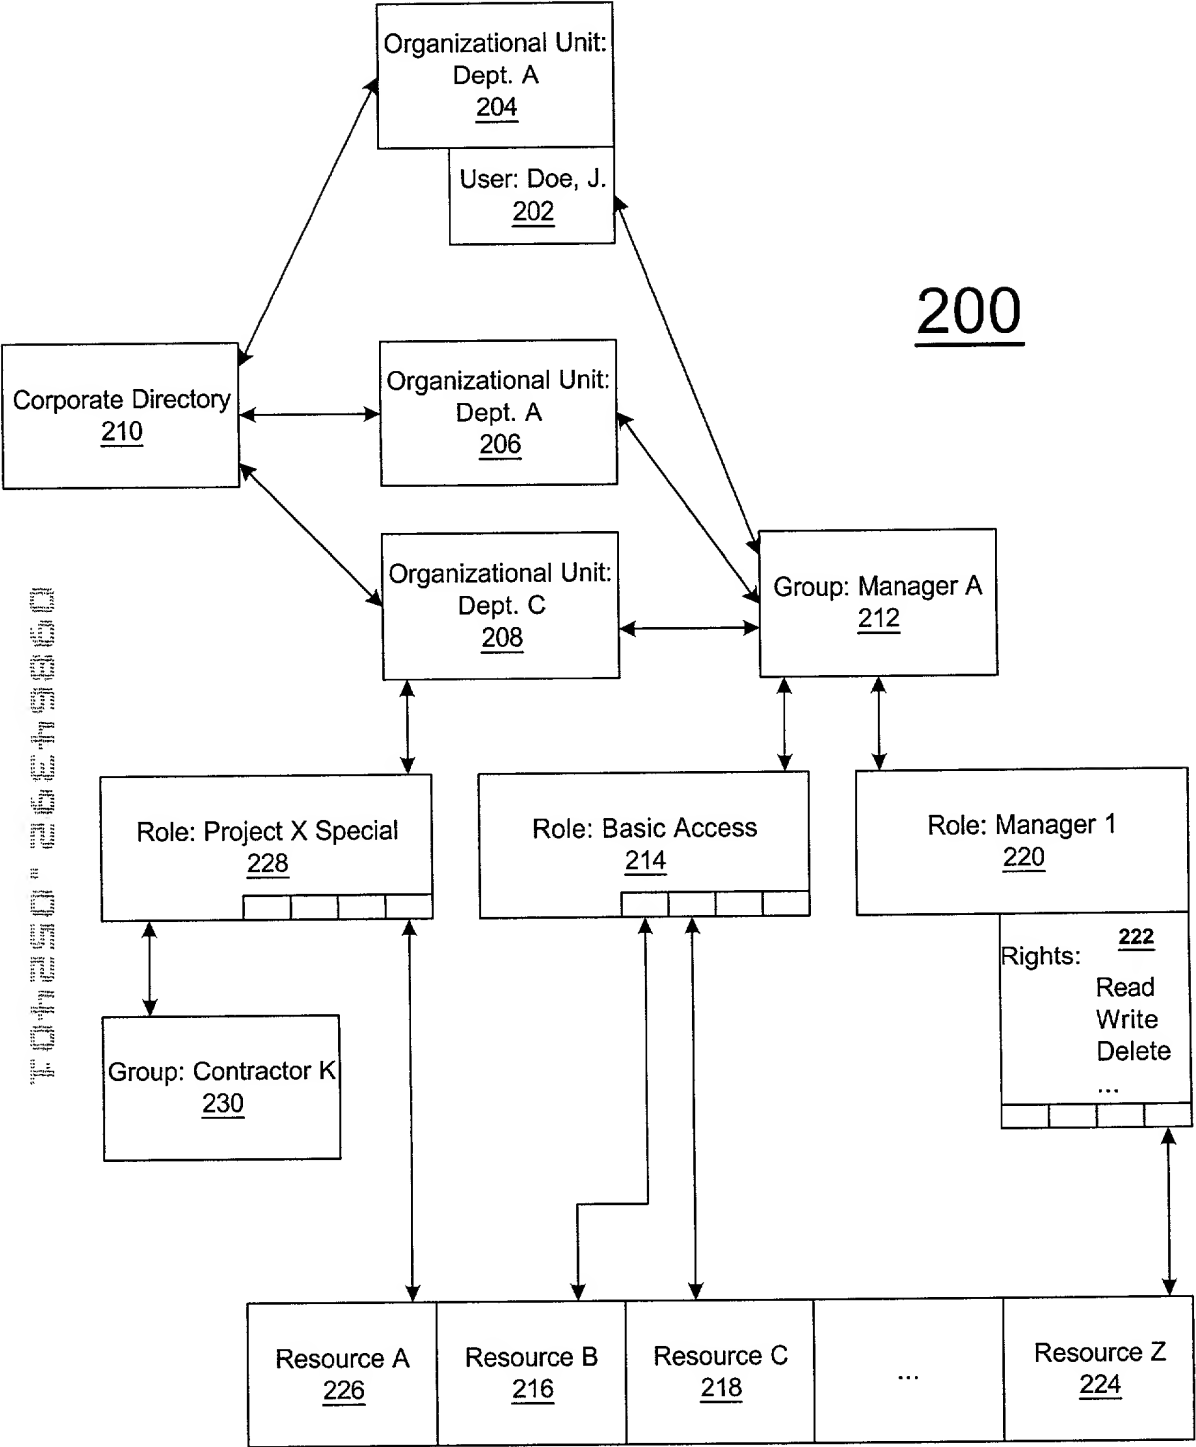 Organizational Unit:
Dept. A
204
User: Doe, J.
202
200
Corporate Directory
210
Organizational Unit:
Dept. A
206
Organizational Unit:
Dept. C
208
Group: Manager A
212
Role: Project X Special
228
Role: Basic Access
214
Role: Manager 1
220
222
Rights:
Read
Write
Delete
...
Group: Contractor K
230
Resource A
226
Resource B
216
Resource C
218
...
Resource Z
224